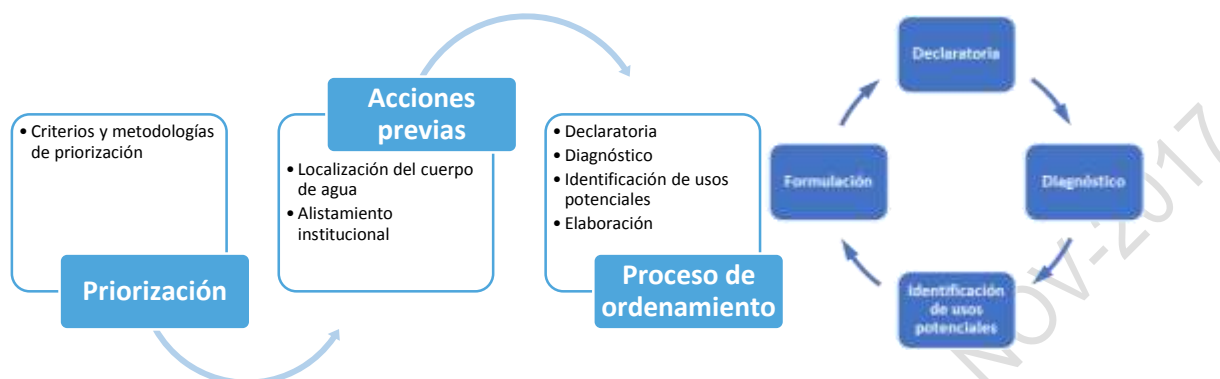 • Criterios y metodologías
de priorización
Priorización
Acciones
previas
• Localización del cuerpo
de agua
• Alistamiento
institucional
• Declaratoria
• Diagnóstico
• Identificación de usos
potenciales
• Elaboración
Proceso de
ordenamiento
Declaratoria
Diagnóstico
Identificación
de usos
potenciales
Formulación
NOV-2017